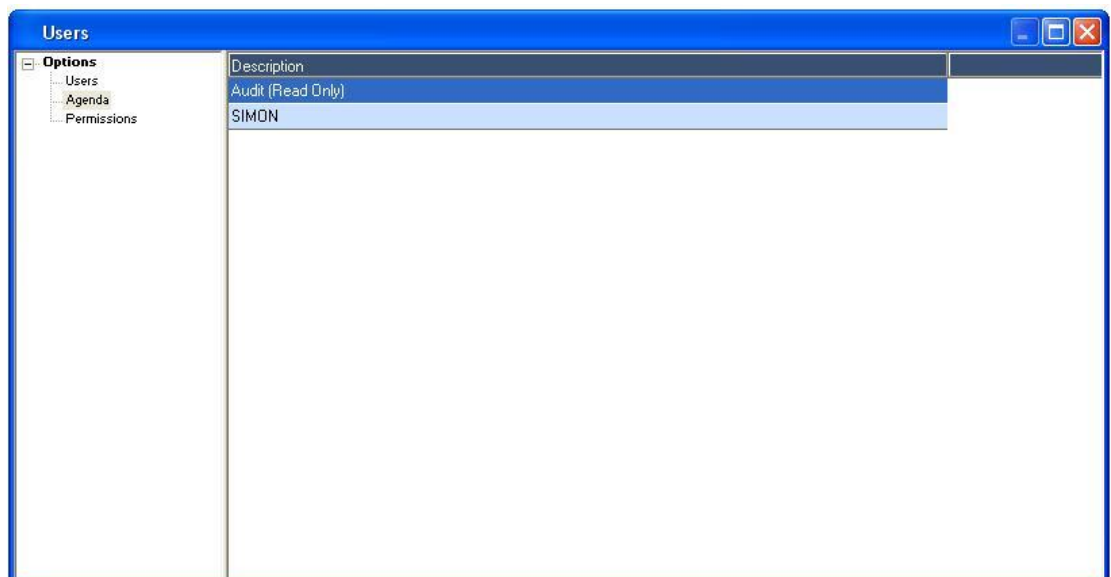 Users
Options
Users
Agenda
Permissions
Description
Audit (Read Only)
SIMON